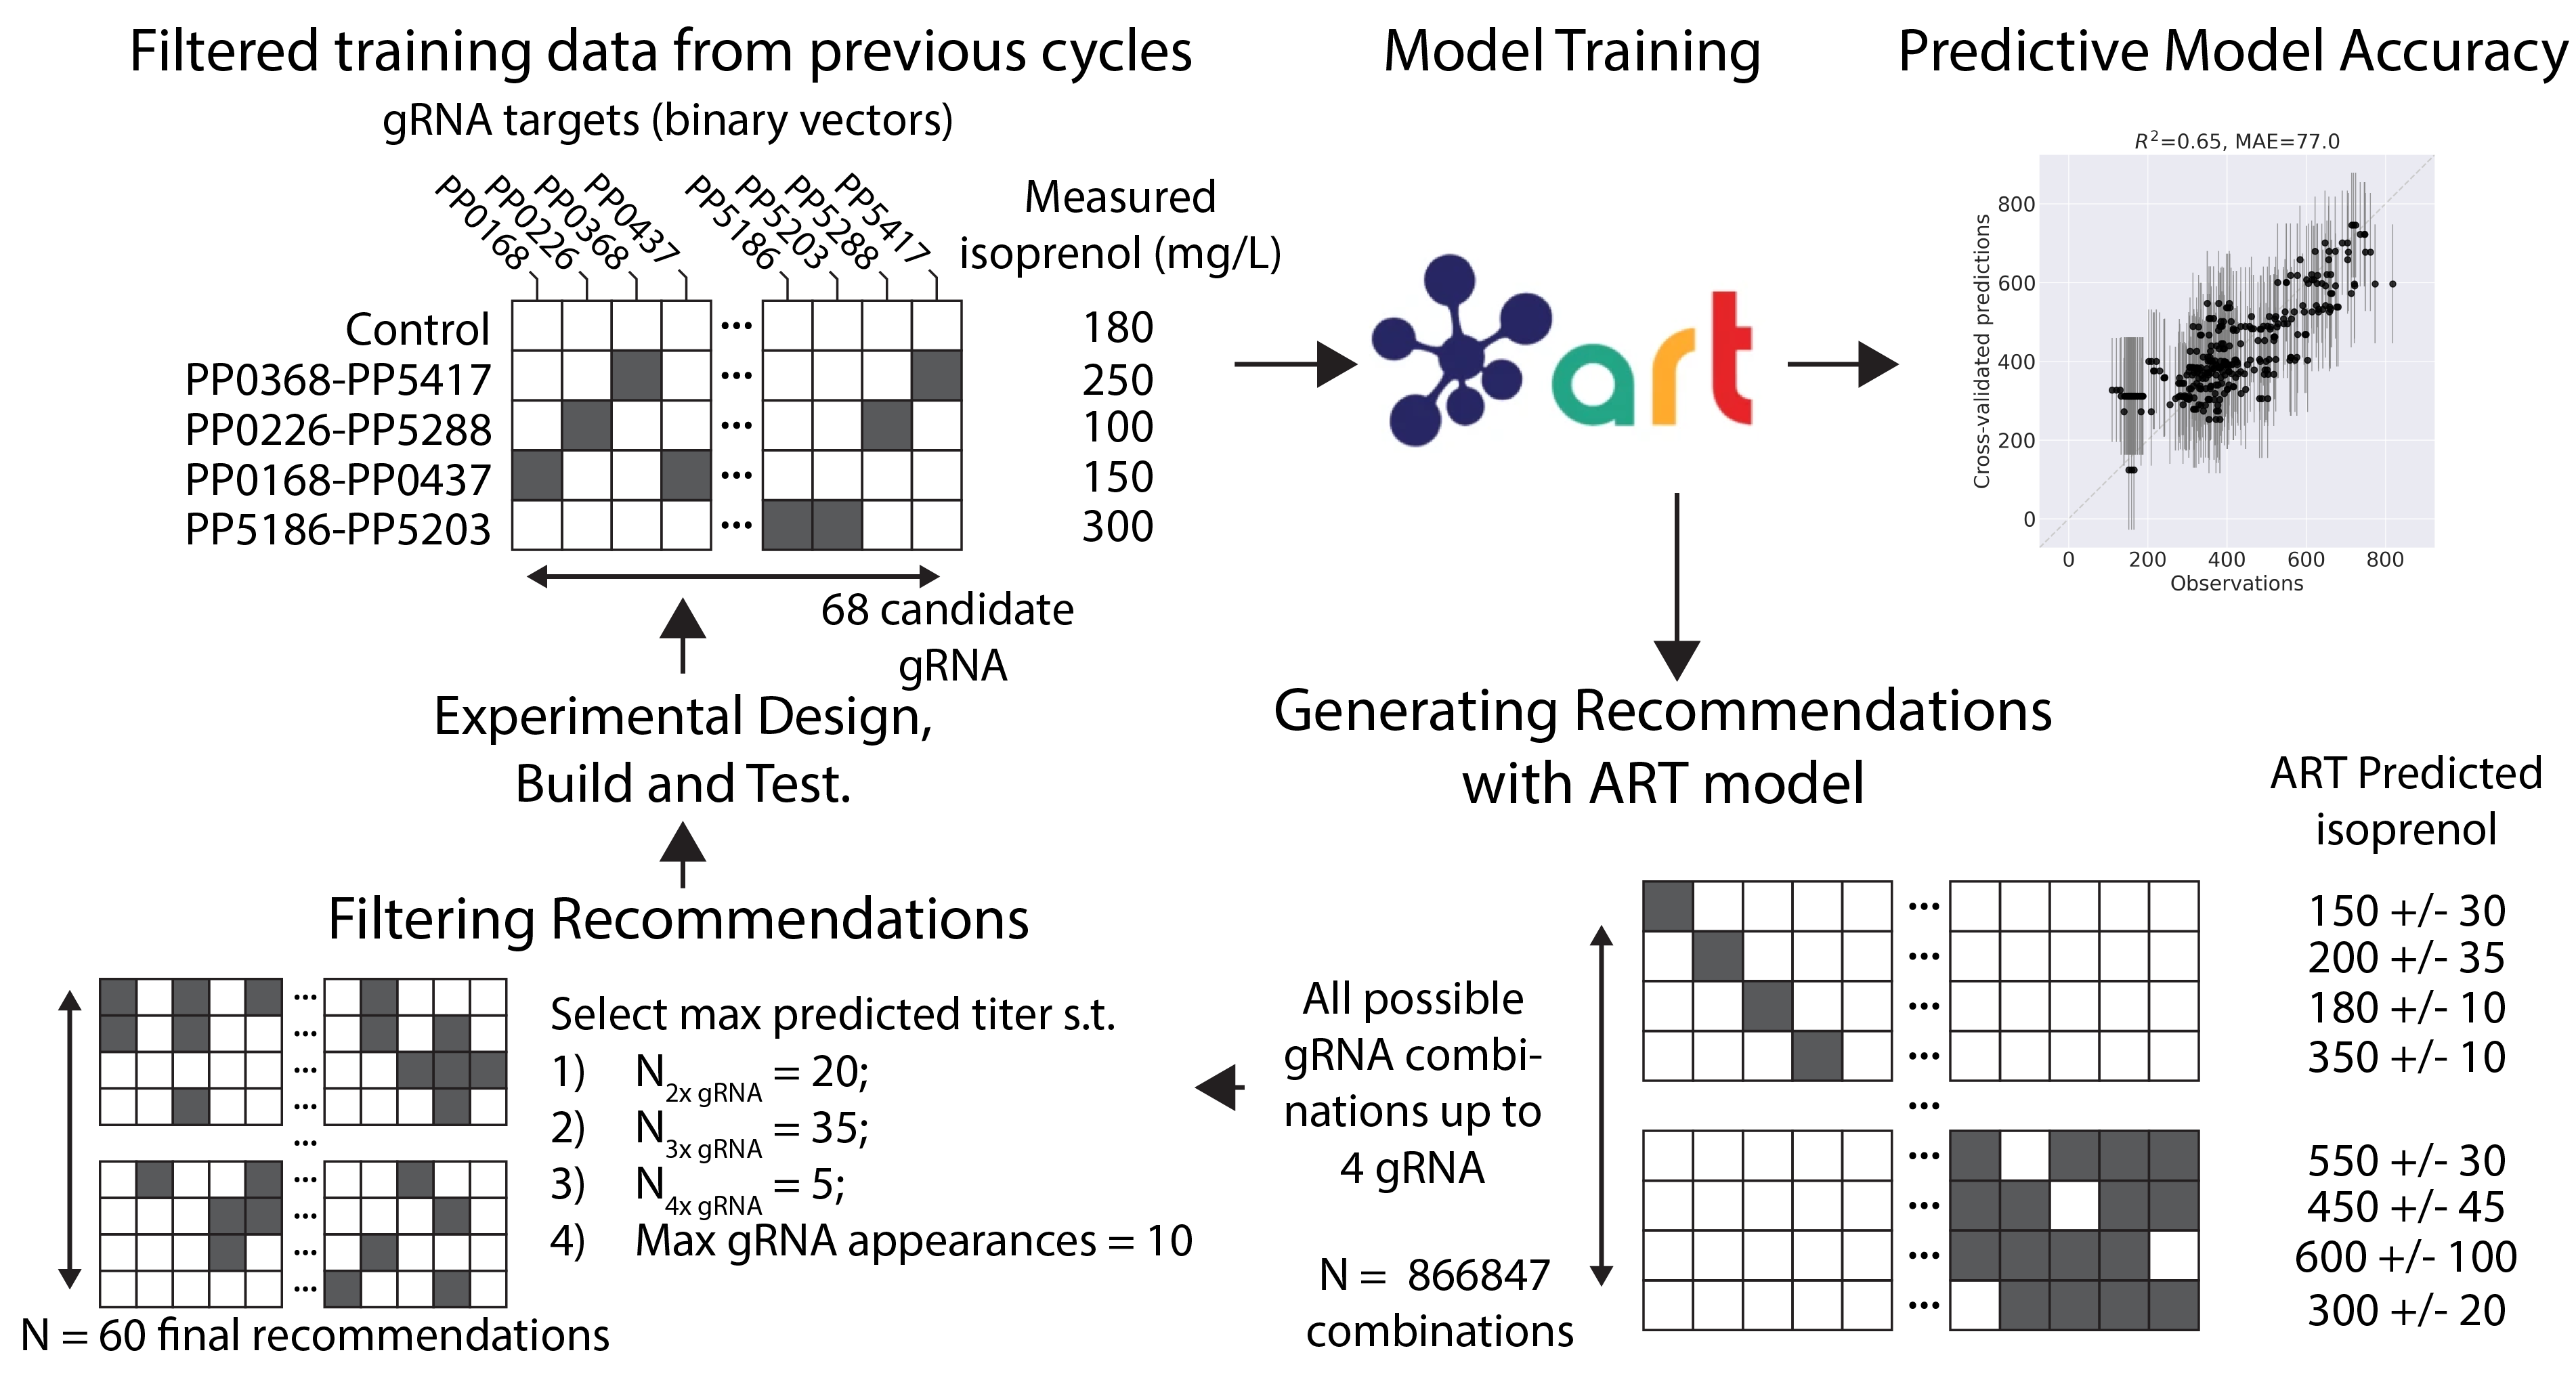 Filtered training data from previous cycles
gRNA targets (binary vectors)
PP0168
PP0226
PP0368
PP0437
PP5186
PP5203
PP5288
PP5417
Measured
isoprenol (mg/L)
Control
...
180
PP0368-PP5417
...
250
PP0226-PP5288
...
100
PP0168-PP0437
...
150
PP5186-PP5203
...
300
68 candidate
gRNA
Model Training
art
Predictive Model Accuracy
R²=0.65, MAE=77.0
Cross-validated predictions
800
600
400
200
0
0 200 400 600 800
Observations
Generating Recommendations
with ART model
ART Predicted
isoprenol
... 150 +/- 30
... 200 +/- 35
... 180 +/- 10
... 350 +/- 10
...
... 550 +/- 30
... 450 +/- 45
... 600 +/- 100
... 300 +/- 20
All possible
gRNA combi-
nations up to
4 gRNA
N = 866847
combinations
Filtering Recommendations
...
...
...
...
...
...
...
...
...
Select max predicted titer s.t.
1) N2x gRNA = 20;
2) N3x gRNA = 35;
3) N4x gRNA = 5;
4) Max gRNA appearances = 10
N = 60 final recommendations
Experimental Design,
Build and Test.